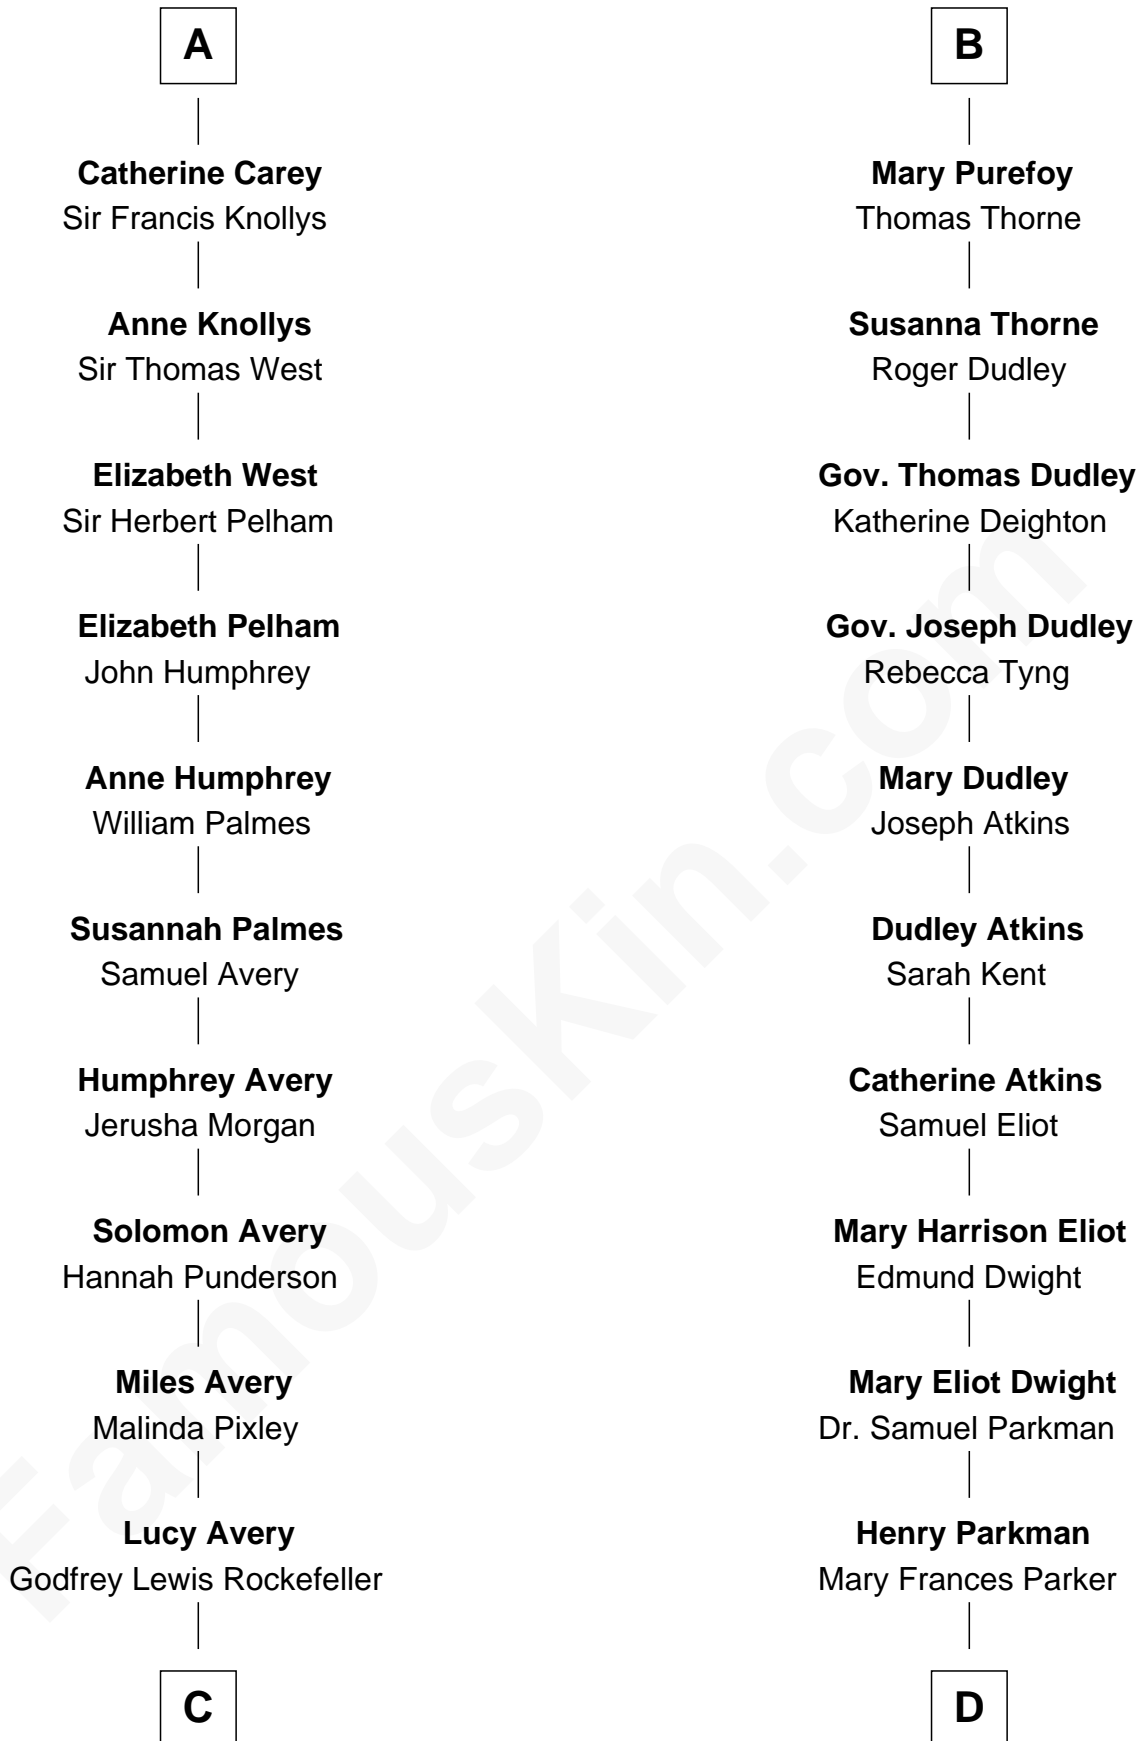 A
Catherine Carey
Sir Francis Knollys
Anne Knollys
Sir Thomas West
Elizabeth West
Sir Herbert Pelham
Elizabeth Pelham
John Humphrey
Anne Humphrey
William Palmes
Susannah Palmes
Samuel Avery
Humphrey Avery
Jerusha Morgan
Solomon Avery
Hannah Punderson
Miles Avery
Malinda Pixley
Lucy Avery
Godfrey Lewis Rockefeller
C
B
Mary Purefoy
Thomas Thorne
Susanna Thorne
Roger Dudley
Gov. Thomas Dudley
Katherine Deighton
Gov. Joseph Dudley
Rebecca Tyng
Mary Dudley
Joseph Atkins
Dudley Atkins
Sarah Kent
Catherine Atkins
Samuel Eliot
Mary Harrison Eliot
Edmund Dwight
Mary Eliot Dwight
Dr. Samuel Parkman
Henry Parkman
Mary Frances Parker
D
FamousKin.com